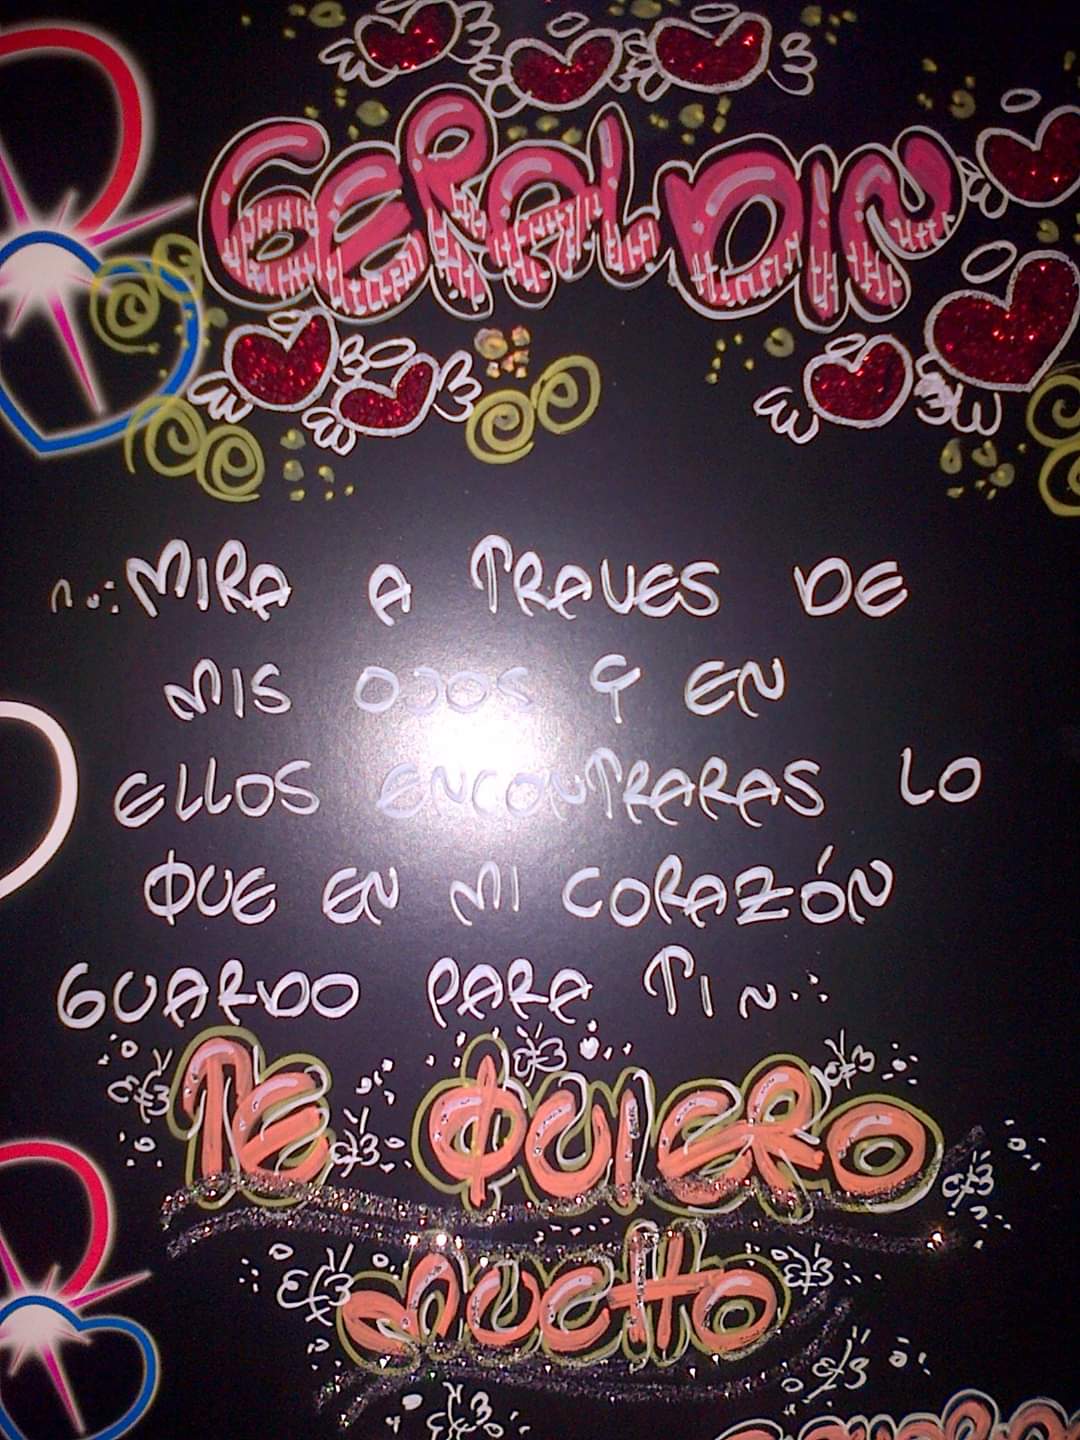 GERALDIN
MIRA A TRAVES DE
MIS OJOS Y EN
ELLOS ENCONTRARAS LO
QUE EN MI CORAZÓN
GUARDO PARA TI
TE QUIERO
MUCHO